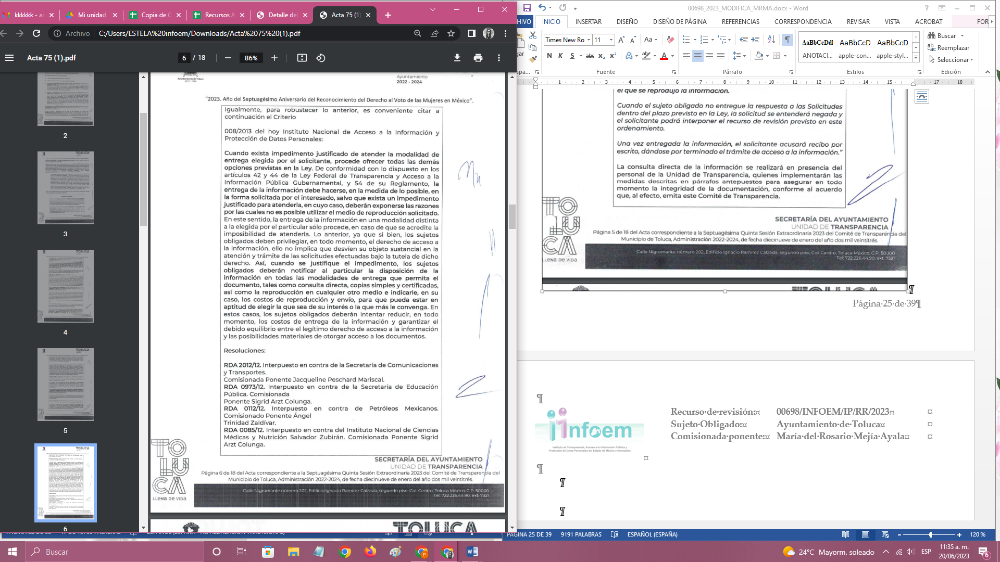 kkkkkk - a
Mi unidad
Copia de C
Recursos A
Detalle del
Acta 75 (1)
Archivo
C:/Users/ESTELA%20infoem/Downloads/Acta%2075%20(1).pdf
Acta 75 (1).pdf
6 / 18
86%
2
3
4
5
6
Ayuntamiento de Toluca
2022 - 2024
Ayuntamiento
2022 - 2024
"2023. Año del Septuagésimo Aniversario del Reconocimiento del Derecho al Voto de las Mujeres en México".
Igualmente, para robustecer lo anterior, es conveniente citar a
continuación el Criterio
008/2013 del hoy Instituto Nacional de Acceso a la Información y
Protección de Datos Personales:
Cuando exista impedimento justificado de atender la modalidad de
entrega elegida por el solicitante, procede ofrecer todas las demás
opciones previstas en la Ley. De conformidad con lo dispuesto en los
artículos 42 y 44 de la Ley Federal de Transparencia y Acceso a la
Información Pública Gubernamental, y 54 de su Reglamento, la
entrega de la información debe hacerse, en la medida de lo posible, en
la forma solicitada por el interesado, salvo que exista un impedimento
justificado para atenderla, en cuyo caso, deberán exponerse las razones
por las cuales no es posible utilizar el medio de reproducción solicitado.
En este sentido, la entrega de la información en una modalidad distinta
a la elegida por el particular sólo procede, en caso de que se acredite la
imposibilidad de atenderla. Lo anterior, ya que si bien, los sujetos
obligados deben privilegiar, en todo momento, el derecho de acceso a
la información, ello no implica que desvíen su objeto sustancial en la
atención y trámite de las solicitudes efectuadas bajo la tutela de dicho
derecho. Así, cuando se justifique el impedimento, los sujetos
obligados deberán notificar al particular la disposición de la
información en todas las modalidades de entrega que permita el
documento, tales como consulta directa, copias simples y certificadas,
así como la reproducción en cualquier otro medio e indicarle, en su
caso, los costos de reproducción y envío, para que pueda estar en
aptitud de elegir la que sea de su interés o la que más le convenga. En
estos casos, los sujetos obligados deberán intentar reducir, en todo
momento, los costos de entrega de la información y garantizar el
debido equilibrio entre el legítimo derecho de acceso a la información
y las posibilidades materiales de otorgar acceso a los documentos.
Resoluciones:
RDA 2012/12. Interpuesto en contra de la Secretaría de Comunicaciones
y Transportes.
Comisionada Ponente Jacqueline Peschard Mariscal.
RDA 0973/12. Interpuesto en contra de la Secretaría de Educación
Pública. Comisionada
Ponente Sigrid Arzt Colunga.
RDA 0112/12. Interpuesto en contra de Petróleos Mexicanos.
Comisionado Ponente Ángel
Trinidad Zaldívar.
RDA 0085/12. Interpuesto en contra del Instituto Nacional de Ciencias
Médicas y Nutrición Salvador Zubirán. Comisionada Ponente Sigrid
Arzt Colunga.
TOLUCA
LLENA DE VIDA
SECRETARÍA DEL AYUNTAMIENTO
UNIDAD DE TRANSPARENCIA
Página 6 de 18 del Acta correspondiente a la Septuagésima Quinta Sesión Extraordinaria 2023 del Comité de Transparencia del
Municipio de Toluca, Administración 2022-2024, de fecha diecinueve de enero del año dos mil veintitrés.
Calle Nigromante número 202, Edificio Ignacio Ramírez Calzada, segundo piso, Col. Centro, Toluca México, C.P. 50000
Tel: 722.226.44.90, ext. 7321
TOLUCA
00698_2023_MODIFICA_MRMA.docx - Word
HIVO
INICIO
INSERTAR
DISEÑO
DISEÑO DE PÁGINA
REFERENCIAS
CORRESPONDENCIA
REVISAR
VISTA
ACROBAT
FOR
gar
Times New Ro
11
N K S abc x₂ x²
AaBbCcDdI
AaBbCcD
AaBbCcD
ANOTACI...
apple-con...
apple-styl...
Buscar
Reemplazar
Seleccionar
apa...
Fuente
Párrafo
Estilos
Edición
1 2 3 4 5 6 7 8 9 10 11 12 13 14 15 17 18
el que se reprodujo la información.
Cuando el sujeto obligado no entregue la respuesta a las Solicitudes
dentro del plazo previsto en la Ley, la solicitud se entenderá negada y
el solicitante podrá interponer el recurso de revisión previsto en este
ordenamiento.
Una vez entregada la información, el solicitante acusará recibo por
escrito, dándose por terminado el trámite de acceso a la información."
La consulta directa de la información se realizará en presencia del
personal de la Unidad de Transparencia, quienes implementarán las
medidas descritas en párrafos antepuestos para asegurar en todo
momento la integridad de la documentación, conforme al acuerdo
que, al efecto, emita este Comité de Transparencia.
TOLUCA
LLENA DE VIDA
SECRETARÍA DEL AYUNTAMIENTO
UNIDAD DE TRANSPARENCIA
Página 5 de 18 del Acta correspondiente a la Septuagésima Quinta Sesión Extraordinaria 2023 del Comité de Transparencia del
Municipio de Toluca, Administración 2022-2024, de fecha diecinueve de enero del año dos mil veintitrés.
Calle Nigromante número 202, Edificio Ignacio Ramírez Calzada, segundo piso, Col. Centro, Toluca México, C.P. 50000
Tel: 722.226.44.90, ext. 7321
Página·25·de·39¶
infoem
Instituto de Transparencia, Acceso a la Información Pública y
Protección de Datos Personales del Estado de México y Municipios
Recurso·de·revisión:¤ 00698/INFOEM/IP/RR/2023¤
Sujeto·Obligado:¤ Ayuntamiento·de·Toluca¤
Comisionada·ponente:¤ María·del·Rosario·Mejía·Ayala¤
PÁGINA 25 DE 39
9191 PALABRAS
ESPAÑOL (ESPAÑA)
120 %
Buscar
24°C Mayorm. soleado
ESP
11:35 a. m.
20/06/2023
6